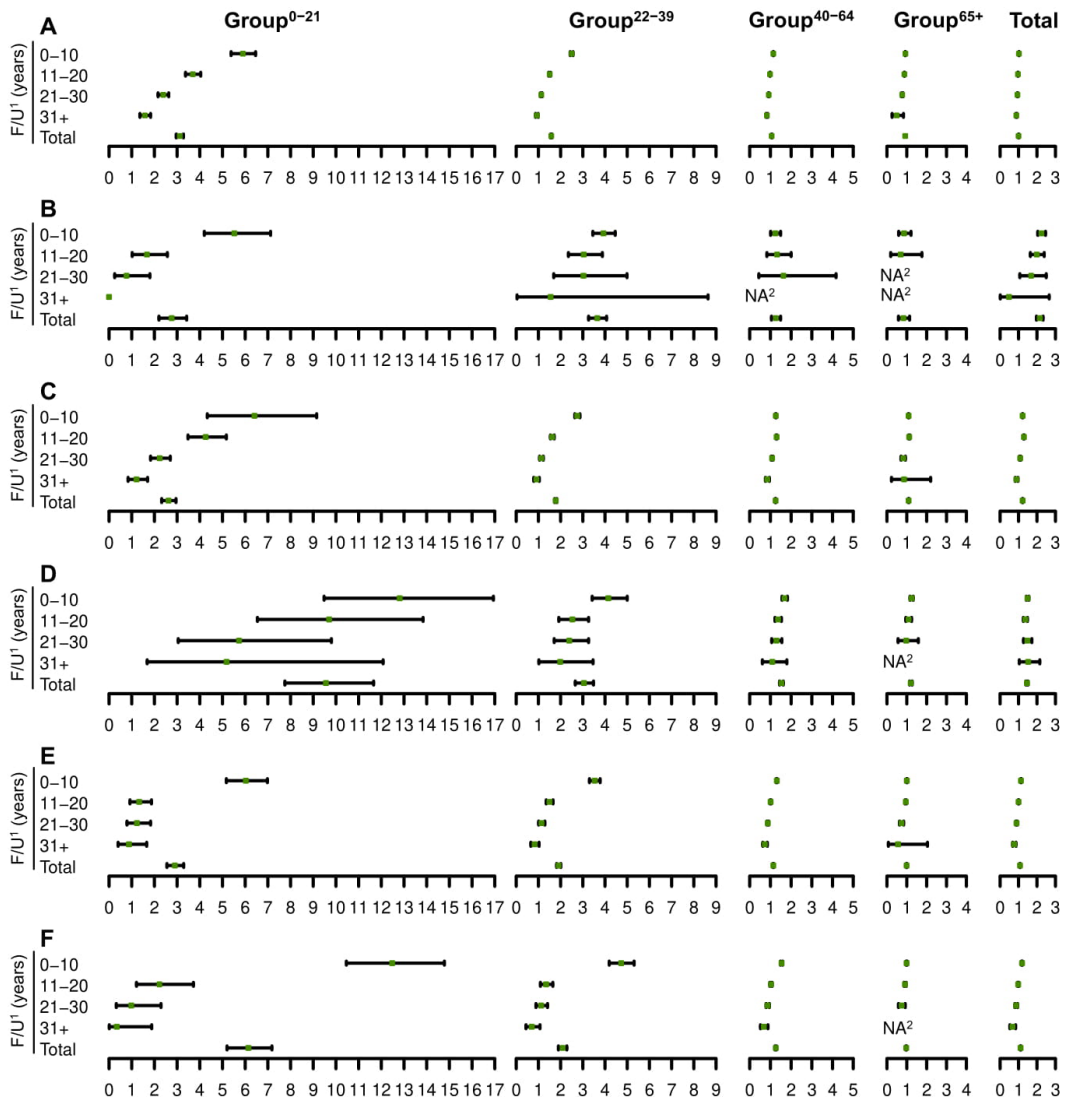 A Group0−21 Group22−39 Group40−64 Group65+ Total
F/U1 (years)
0−10
11−20
21−30
31+
Total
0 1 2 3 4 5 6 7 8 9 10 11 12 13 14 15 16 17 0 1 2 3 4 5 6 7 8 9 0 1 2 3 4 5 0 1 2 3 4 0 1 2 3
B
F/U1 (years)
0−10
11−20
21−30 NA2
31+ NA2 NA2
Total
0 1 2 3 4 5 6 7 8 9 10 11 12 13 14 15 16 17 0 1 2 3 4 5 6 7 8 9 0 1 2 3 4 5 0 1 2 3 4 0 1 2 3
C
F/U1 (years)
0−10
11−20
21−30
31+
Total
0 1 2 3 4 5 6 7 8 9 10 11 12 13 14 15 16 17 0 1 2 3 4 5 6 7 8 9 0 1 2 3 4 5 0 1 2 3 4 0 1 2 3
D
F/U1 (years)
0−10
11−20
21−30
31+ NA2
Total
0 1 2 3 4 5 6 7 8 9 10 11 12 13 14 15 16 17 0 1 2 3 4 5 6 7 8 9 0 1 2 3 4 5 0 1 2 3 4 0 1 2 3
E
F/U1 (years)
0−10
11−20
21−30
31+
Total
0 1 2 3 4 5 6 7 8 9 10 11 12 13 14 15 16 17 0 1 2 3 4 5 6 7 8 9 0 1 2 3 4 5 0 1 2 3 4 0 1 2 3
F
F/U1 (years)
0−10
11−20
21−30
31+ NA2
Total
0 1 2 3 4 5 6 7 8 9 10 11 12 13 14 15 16 17 0 1 2 3 4 5 6 7 8 9 0 1 2 3 4 5 0 1 2 3 4 0 1 2 3